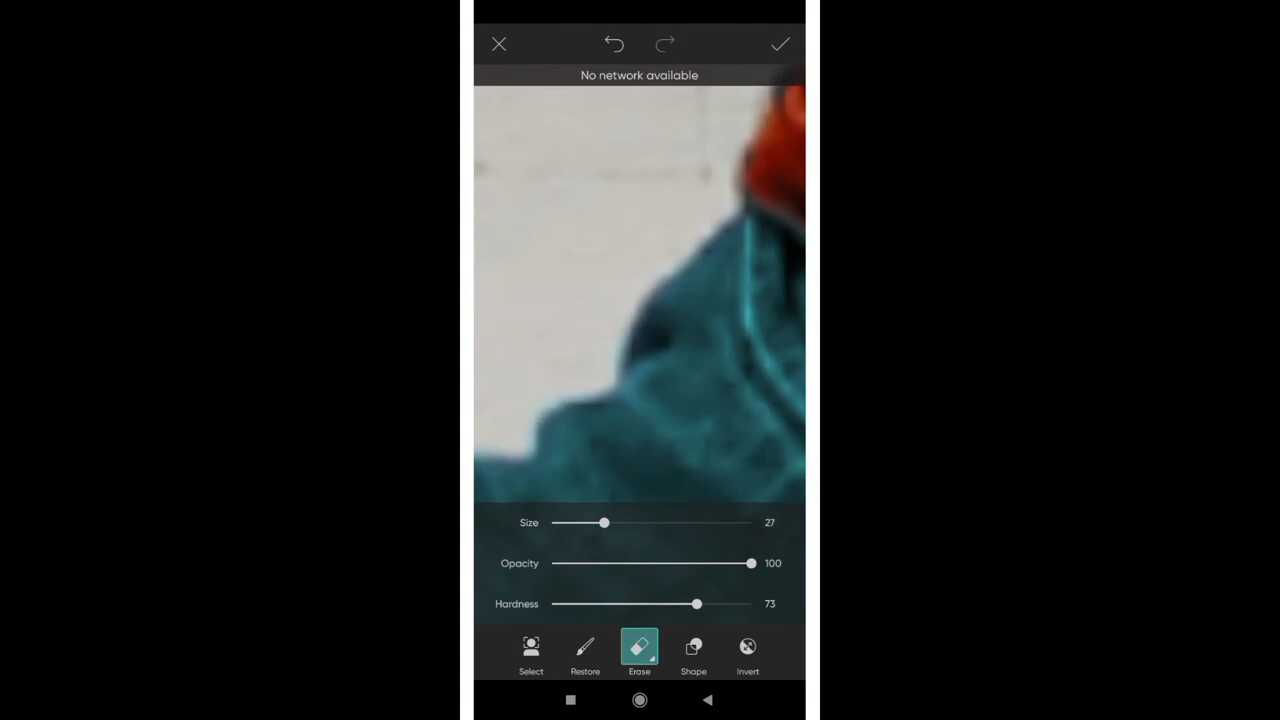 No network available
Size 27
Opacity 100
Hardness 73
Select Restore Erase Shape Invert